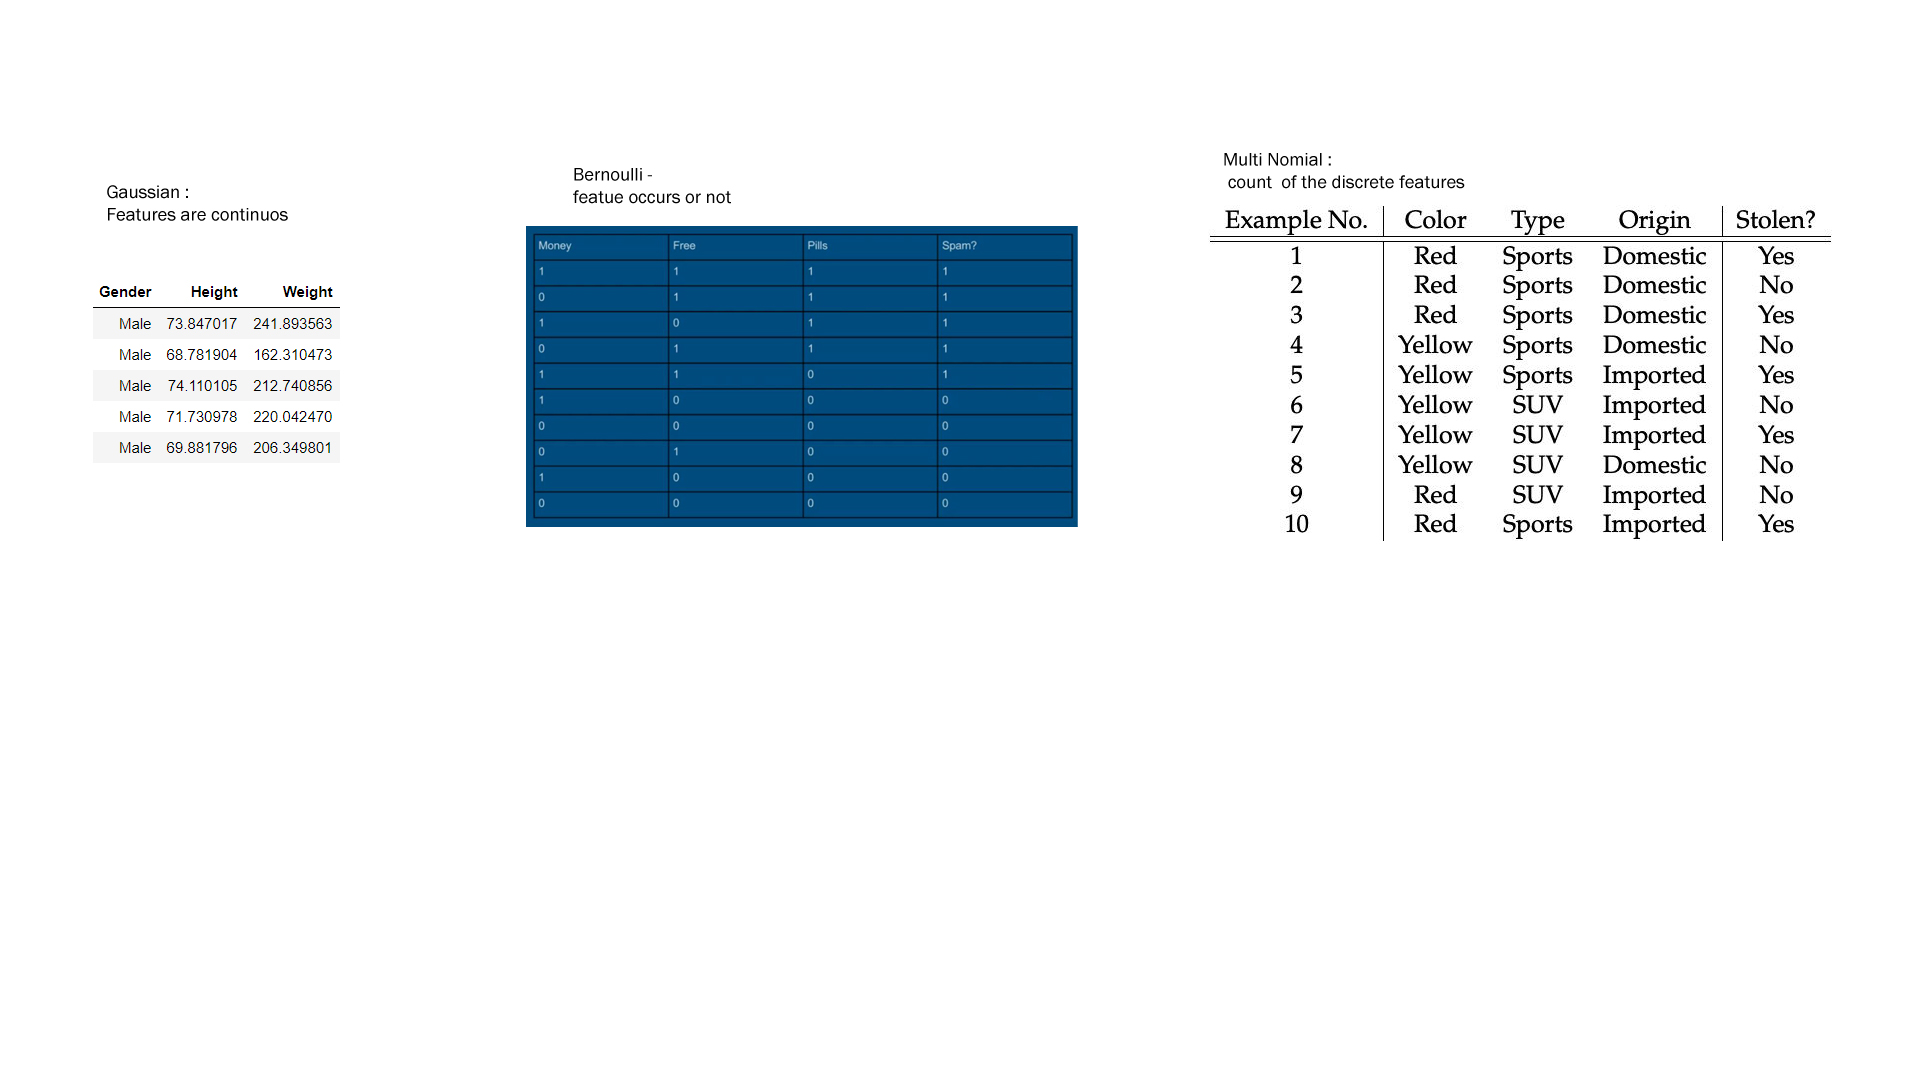 Gaussian :
Features are continuos
Gender Height Weight
Male 73.847017 241.893563
Male 68.781904 162.310473
Male 74.110105 212.740856
Male 71.730978 220.042470
Male 69.881796 206.349801
Bernoulli -
featue occurs or not
Money Free Pills Spam?
1 1 1 1
0 1 1 1
1 0 1 1
0 1 1 1
1 1 0 1
1 0 0 0
0 0 0 0
0 1 0 0
1 0 0 0
0 0 0 0
Multi Nomial :
count of the discrete features
Example No. Color Type Origin Stolen?
1 Red Sports Domestic Yes
2 Red Sports Domestic No
3 Red Sports Domestic Yes
4 Yellow Sports Domestic No
5 Yellow Sports Imported Yes
6 Yellow SUV Imported No
7 Yellow SUV Imported Yes
8 Yellow SUV Domestic No
9 Red SUV Imported No
10 Red Sports Imported Yes